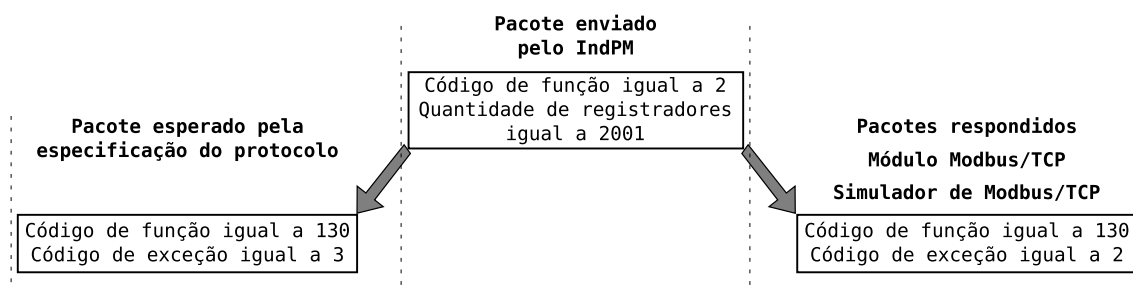 Pacote enviado
pelo IndPM
Código de função igual a 2
Quantidade de registradores
igual a 2001
Pacote esperado pela
especificação do protocolo
Código de função igual a 130
Código de exceção igual a 3
Pacotes respondidos
Módulo Modbus/TCP
Simulador de Modbus/TCP
Código de função igual a 130
Código de exceção igual a 2